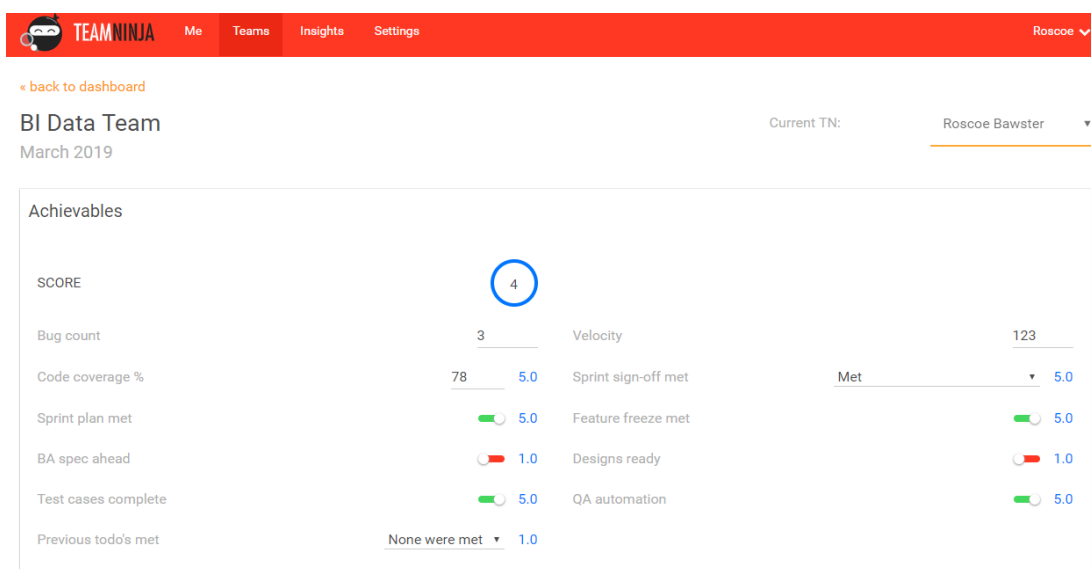 TEAMNINJA Me Teams Insights Settings Roscoe
« back to dashboard
BI Data Team Current TN: Roscoe Bawster
March 2019
Achievables
SCORE 4
Bug count 3 Velocity 123
Code coverage % 78 5.0 Sprint sign-off met Met 5.0
Sprint plan met 5.0 Feature freeze met 5.0
BA spec ahead 1.0 Designs ready 1.0
Test cases complete 5.0 QA automation 5.0
Previous todo's met None were met 1.0